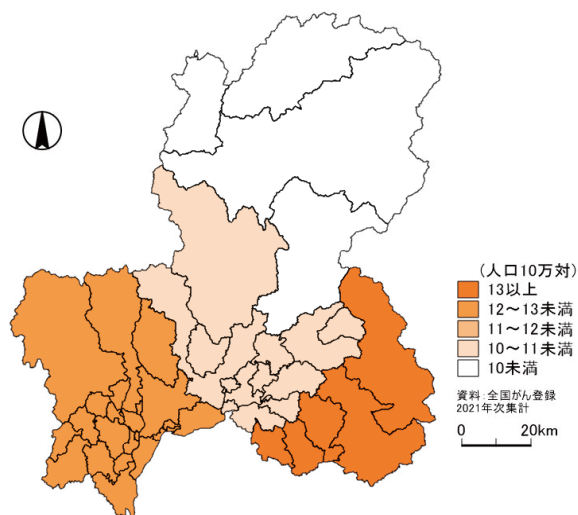 (人口10万対)
13以上
12～13未満
11～12未満
10～11未満
10未満
資料:全国がん登録
2021年次集計
0 20km